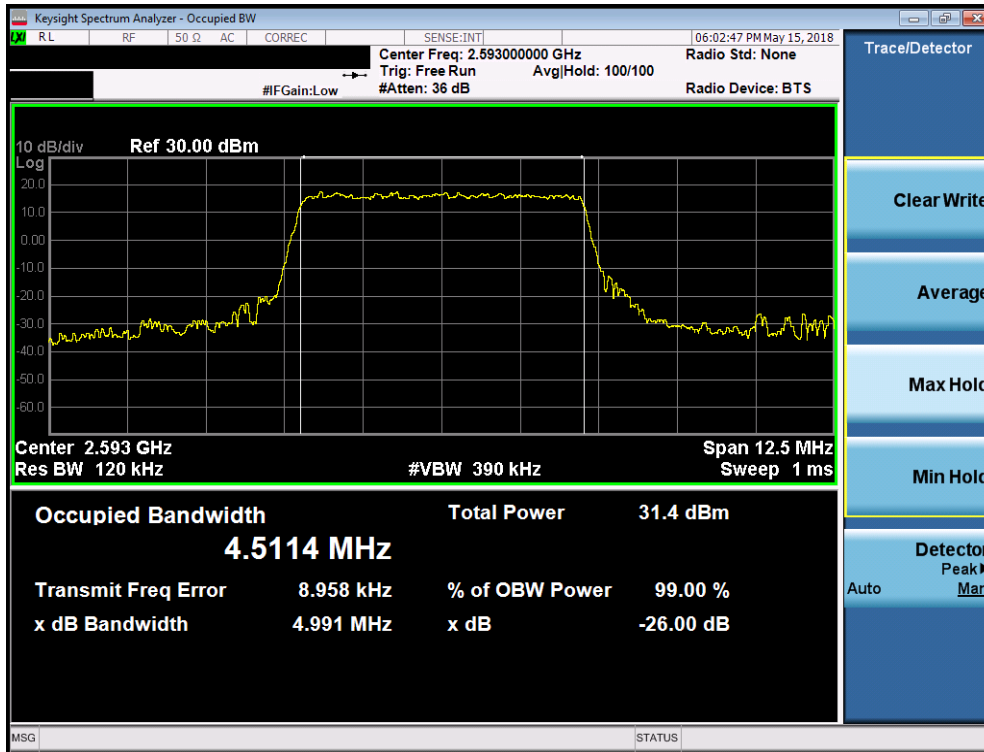 Keysight Spectrum Analyzer - Occupied BW
LXI RL RF 50 Ω AC CORREC SENSE:INT 06:02:47 PM May 15, 2018
Center Freq: 2.593000000 GHz Radio Std: None
Trig: Free Run Avg|Hold: 100/100
#IFGain:Low #Atten: 36 dB Radio Device: BTS
Trace/Detector
10 dB/div Ref 30.00 dBm
Log
20.0
10.0
0.00
-10.0
-20.0
-30.0
-40.0
-50.0
-60.0
Center 2.593 GHz Span 12.5 MHz
Res BW 120 kHz #VBW 390 kHz Sweep 1 ms
Occupied Bandwidth Total Power 31.4 dBm
4.5114 MHz
Transmit Freq Error 8.958 kHz % of OBW Power 99.00 %
x dB Bandwidth 4.991 MHz x dB -26.00 dB
Clear Write
Average
Max Hold
Min Hold
Detector
Peak
Auto Man
MSG STATUS